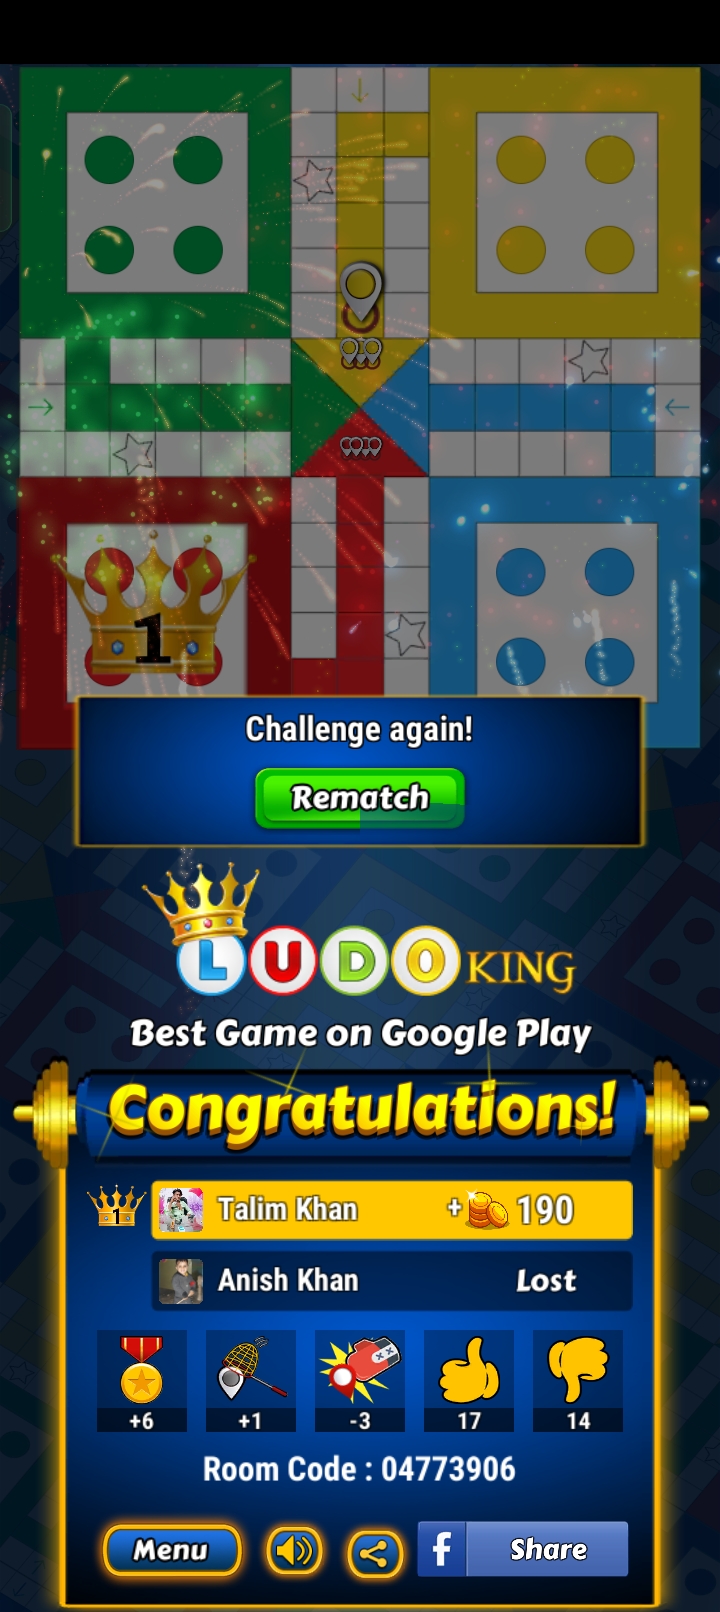 1
Challenge again!
Rematch
LUDO KING
Best Game on Google Play
Congratulations!
1 Talim Khan + 190
Anish Khan Lost
+6 +1 -3 17 14
Room Code : 04773906
Menu f Share